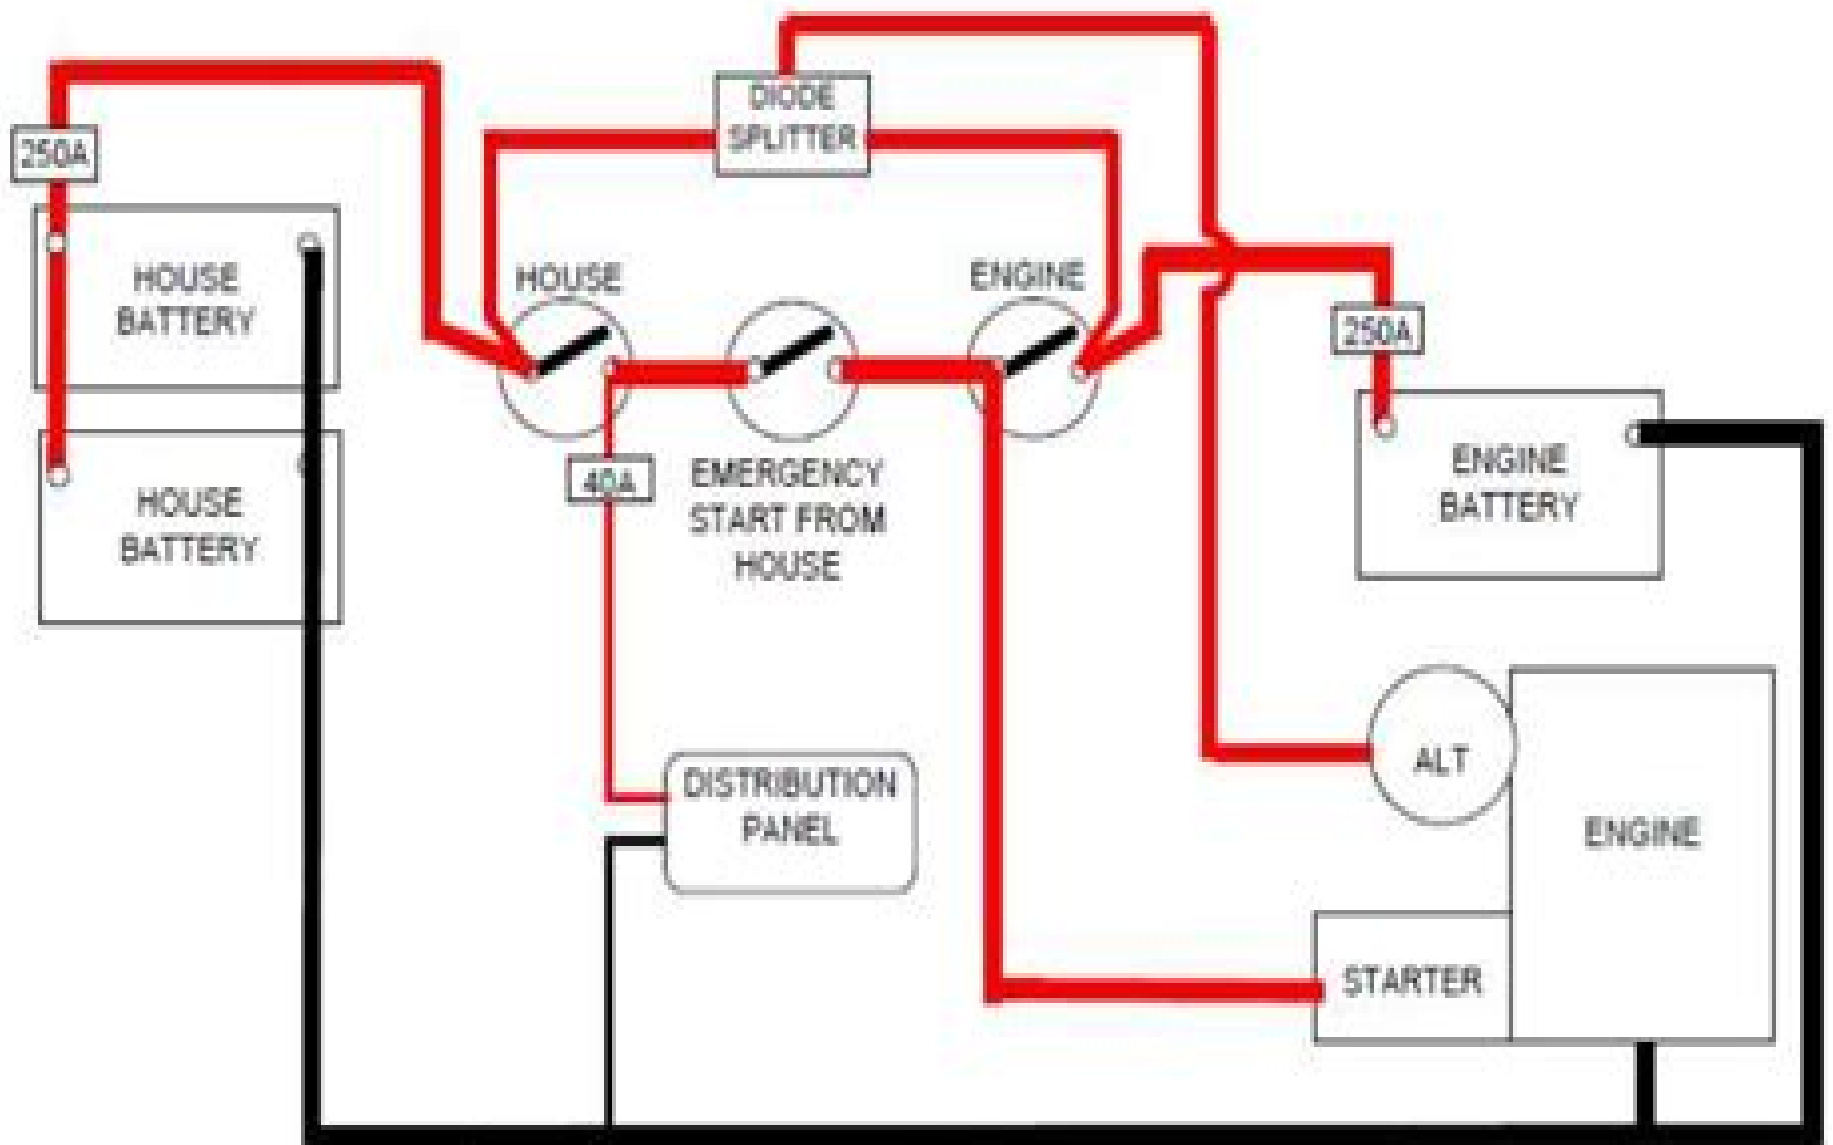 DIODE
SPLITTER
250A
HOUSE
BATTERY
HOUSE
ENGINE
250A
HOUSE
BATTERY
40A
EMERGENCY
START FROM
HOUSE
ENGINE
BATTERY
DISTRIBUTION
PANEL
ALT
ENGINE
STARTER